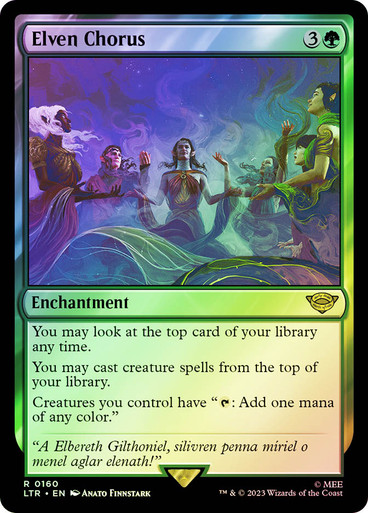 Elven Chorus 3
Enchantment
You may look at the top card of your library
any time.
You may cast creature spells from the top of
your library.
Creatures you control have “ : Add one mana
of any color.”
“A Elbereth Gilthoniel, silivren penna míriel o
menel aglar elenath!”
R 0160
LTR • EN ANATO FINNSTARK
© MEE
™ & © 2023 Wizards of the Coast